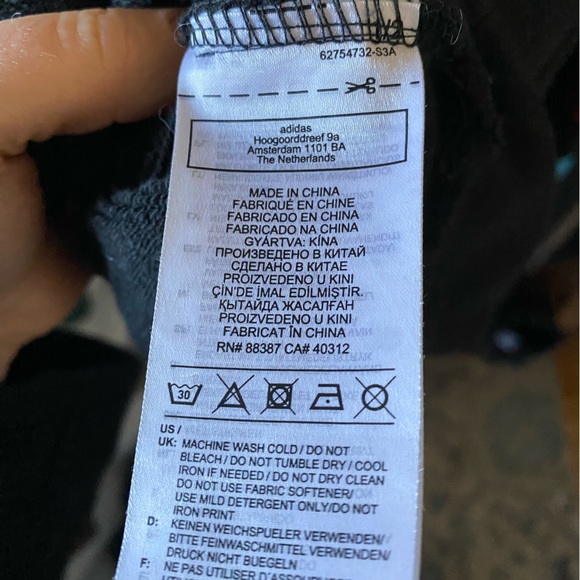 62754732-S3A
adidas
Hoogoorddreef 9a
Amsterdam 1101 BA
The Netherlands
MADE IN CHINA
FABRIQUÉ EN CHINE
FABRICADO EN CHINA
FABRICADO NA CHINA
GYÁRTVA: KÍNA
ПРОИЗВЕДЕНО В КИТАЙ
СДЕЛАНО В КИТАЕ
PROIZVEDENO U KINI
ÇİN'DE İMAL EDİLMİŞTİR.
ҚЫТАЙДА ЖАСАЛҒАН
PROIZVEDENO U KINI
FABRICAT ÎN CHINA
RN# 88387 CA# 40312
30
US /
UK: MACHINE WASH COLD / DO NOT
BLEACH / DO NOT TUMBLE DRY / COOL
IRON IF NEEDED / DO NOT DRY CLEAN
DO NOT USE FABRIC SOFTENER/
USE MILD DETERGENT ONLY/DO NOT
IRON PRINT
D: KEINEN WEICHSPUELER VERWENDEN/
BITTE FEINWASCHMITTEL VERWENDEN/
DRUCK NICHT BUEGELN
F: NE PAS UTILISER